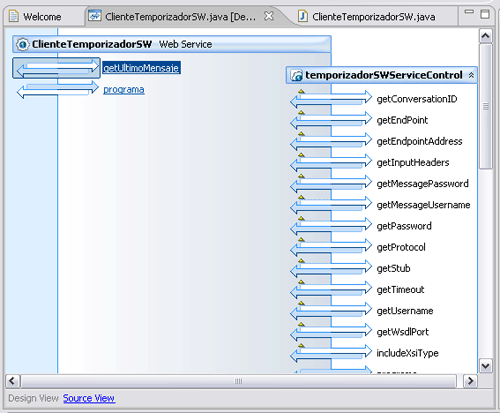 Welcome
ClienteTemporizadorSW.java [De...
ClienteTemporizadorSW.java
ClienteTemporizadorSW Web Service
getUltimoMensaje
programa
temporizadorSWServiceControl
getConversationID
getEndPoint
getEndpointAddress
getInputHeaders
getMessagePassword
getMessageUsername
getPassword
getProtocol
getStub
getTimeout
getUsername
getWsdlPort
includeXsiType
Design View Source View